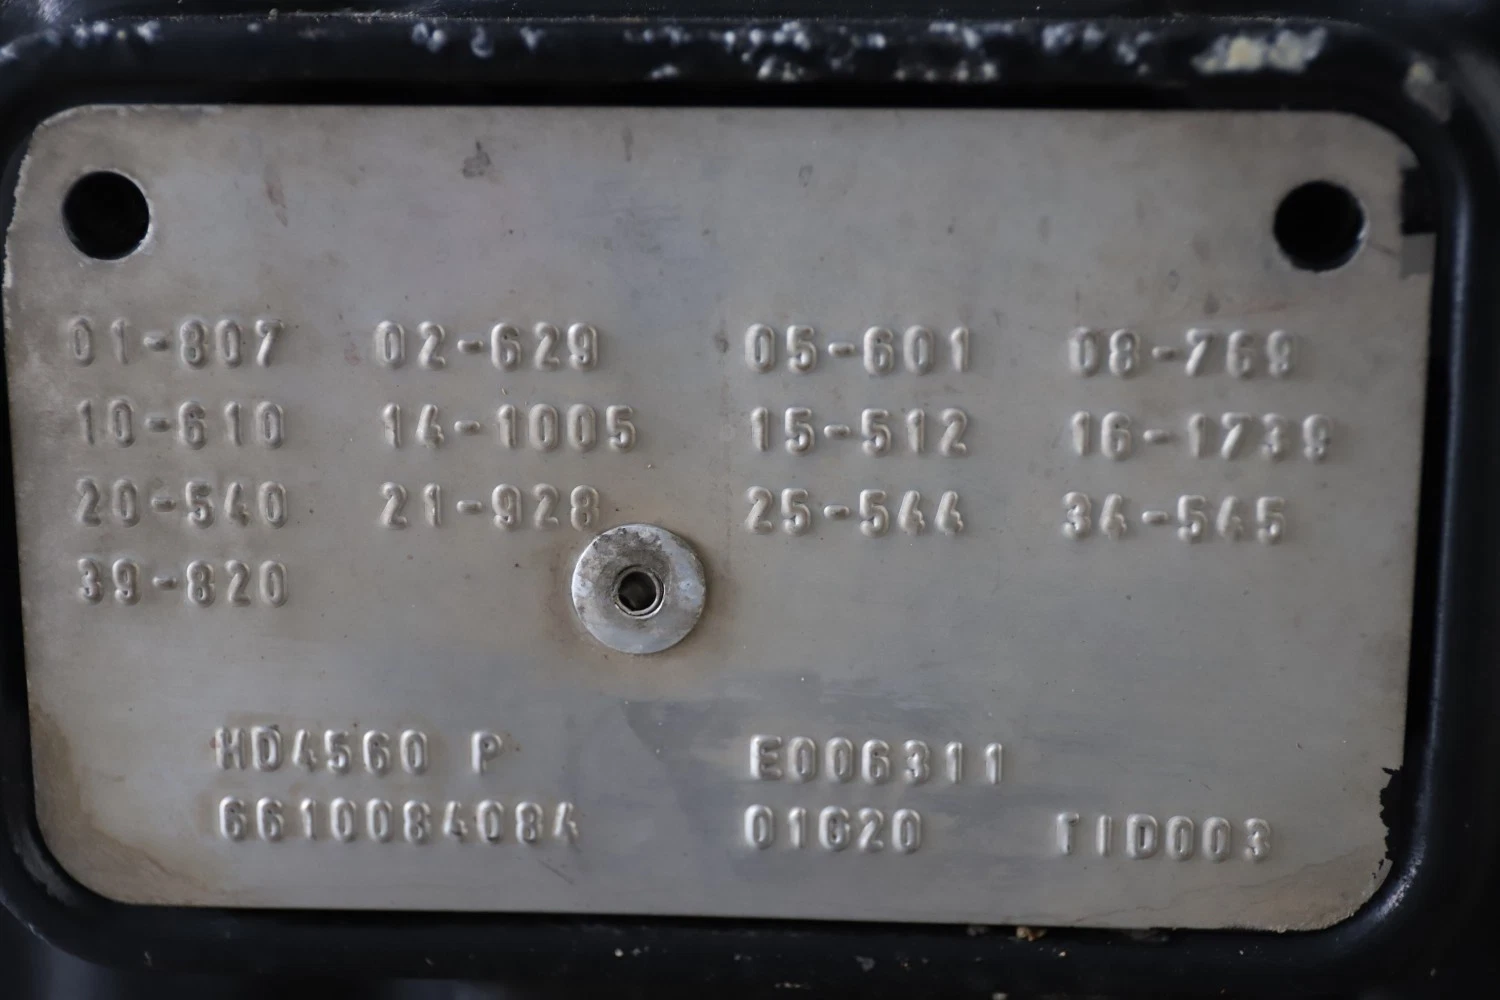 01-807 02-629 05-601 08-769
10-610 14-1005 15-512 16-1739
20-540 21-928 25-544 34-545
39-820
HD4560 P E006311
6610084084 01G20 TID003